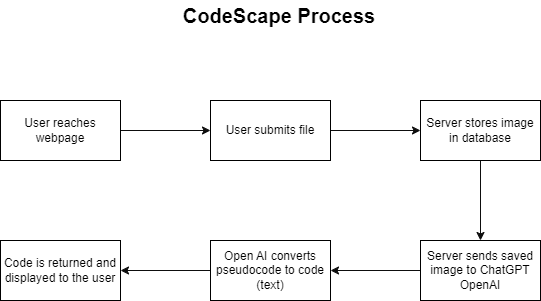 CodeScape Process
User reaches
webpage
User submits file
Server stores image
in database
Server sends saved
image to ChatGPT
OpenAI
Open AI converts
pseudocode to code
(text)
Code is returned and
displayed to the user